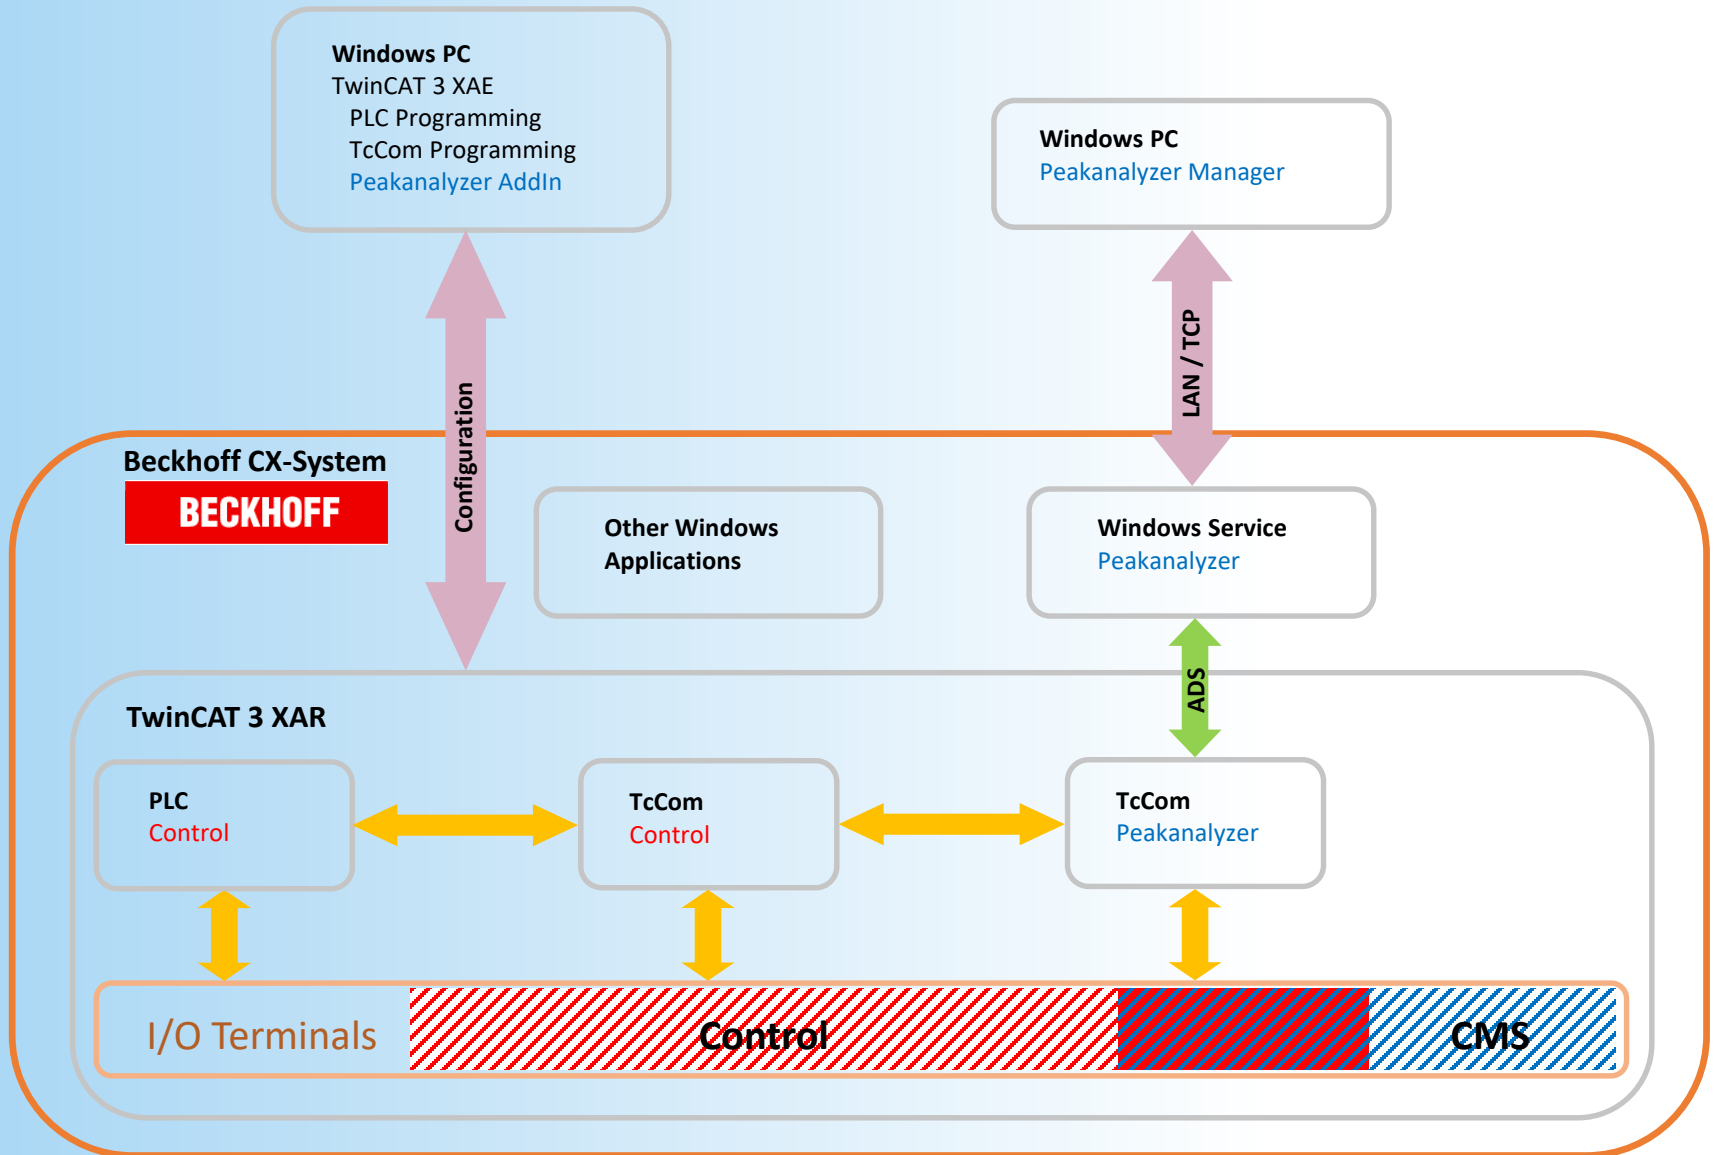 Windows PC
TwinCAT 3 XAE
PLC Programming
TcCom Programming
Peakanalyzer AddIn
Windows PC
Peakanalyzer Manager
Configuration
LAN / TCP
Beckhoff CX-System
BECKHOFF
Other Windows
Applications
Windows Service
Peakanalyzer
ADS
TwinCAT 3 XAR
PLC
Control
TcCom
Control
TcCom
Peakanalyzer
I/O Terminals
Control
CMS